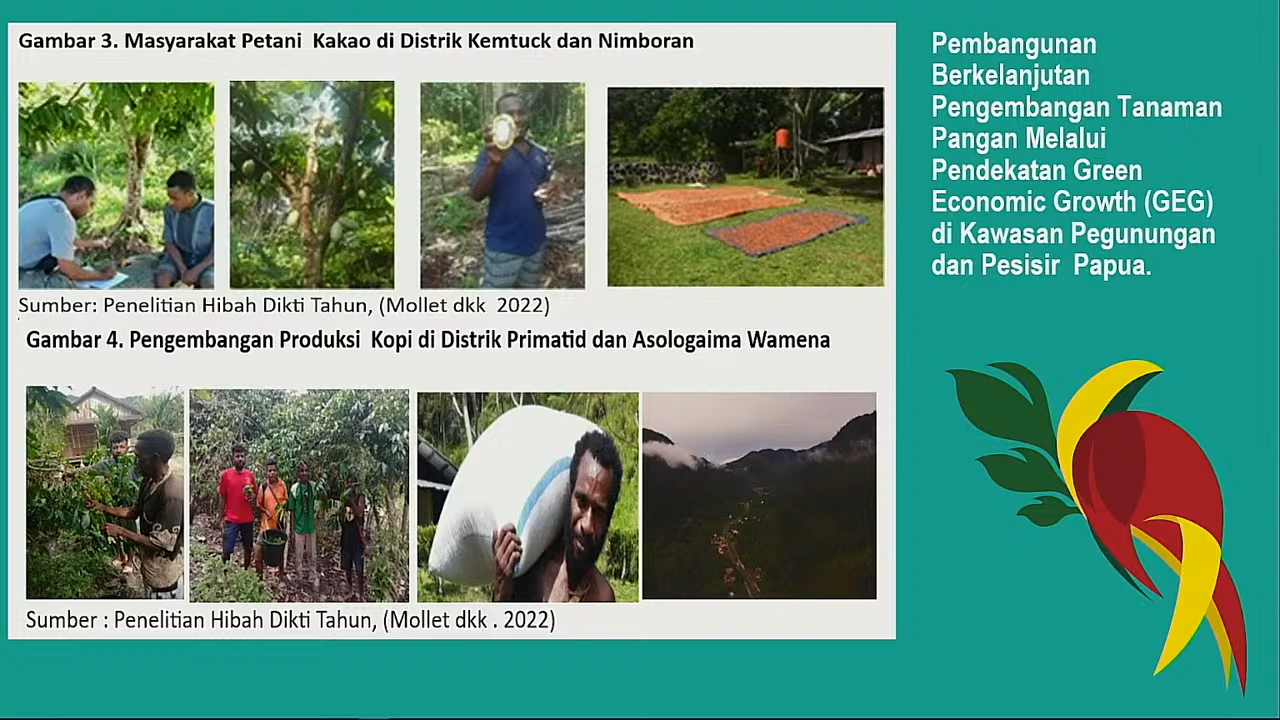 Gambar 3. Masyarakat Petani Kakao di Distrik Kemtuck dan Nimboran
Sumber: Penelitian Hibah Dikti Tahun, (Mollet dkk 2022)
Gambar 4. Pengembangan Produksi Kopi di Distrik Primatid dan Asologaima Wamena
Sumber : Penelitian Hibah Dikti Tahun, (Mollet dkk . 2022)
Pembangunan
Berkelanjutan
Pengembangan Tanaman
Pangan Melalui
Pendekatan Green
Economic Growth (GEG)
di Kawasan Pegunungan
dan Pesisir Papua.